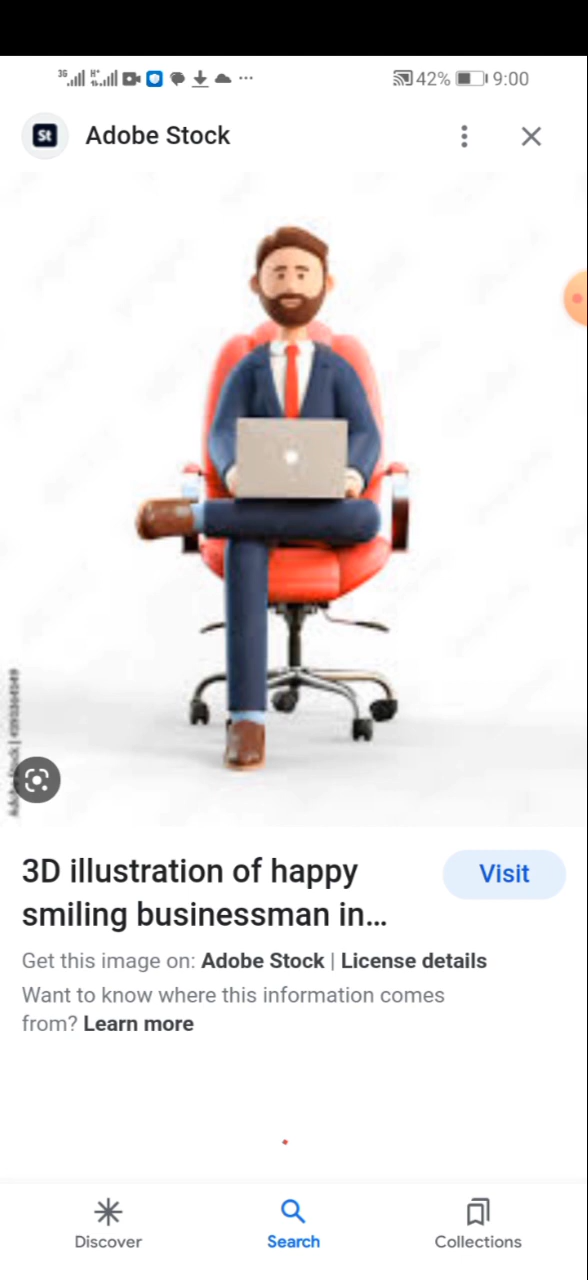 3G H+ 42% 9:00
St Adobe Stock
3D illustration of happy
smiling businessman in...
Visit
Get this image on: Adobe Stock | License details
Want to know where this information comes
from? Learn more
Discover Search Collections